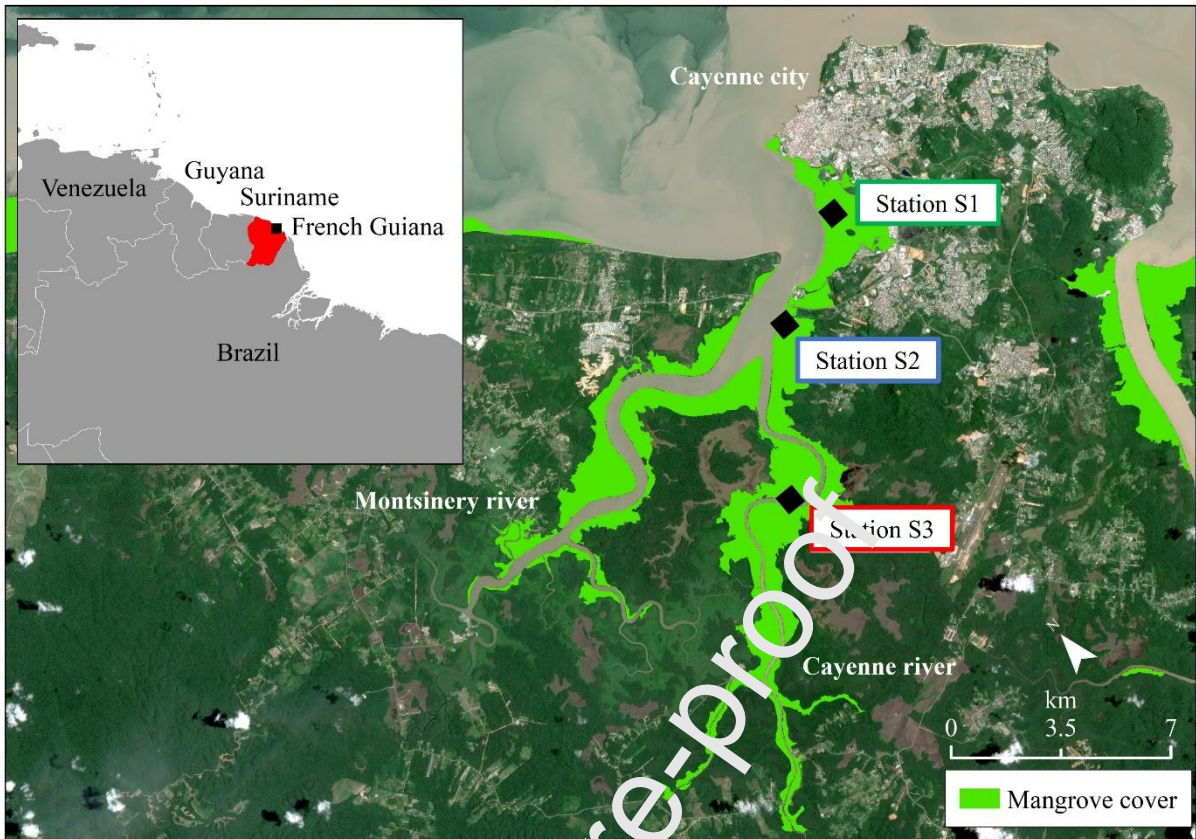 Cayenne city
Guyana
Venezuela
Suriname
French Guiana
Brazil
Station S1
Station S2
Montsinery river
Station S3
Cayenne river
N
km
0 3.5 7
Mangrove cover
re-proof